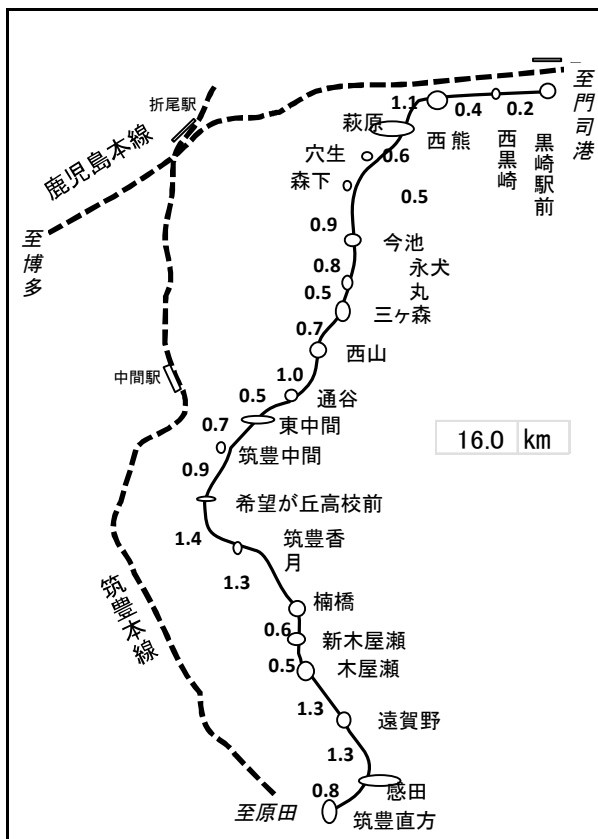 折尾駅
鹿児島本線
至博多
至門司港
1.1
0.4
0.2
萩原
西熊
西黒崎
黒崎駅前
穴生
0.6
森下
0.5
0.9
今池
0.8
永犬
丸
0.5
三ヶ森
0.7
西山
中間駅
1.0
通谷
0.5
東中間
0.7
筑豊中間
16.0 km
0.9
希望が丘高校前
1.4
筑豊香
月
1.3
筑豊本線
楠橋
0.6
新木屋瀬
0.5
木屋瀬
1.3
遠賀野
1.3
感田
0.8
至原田
筑豊直方